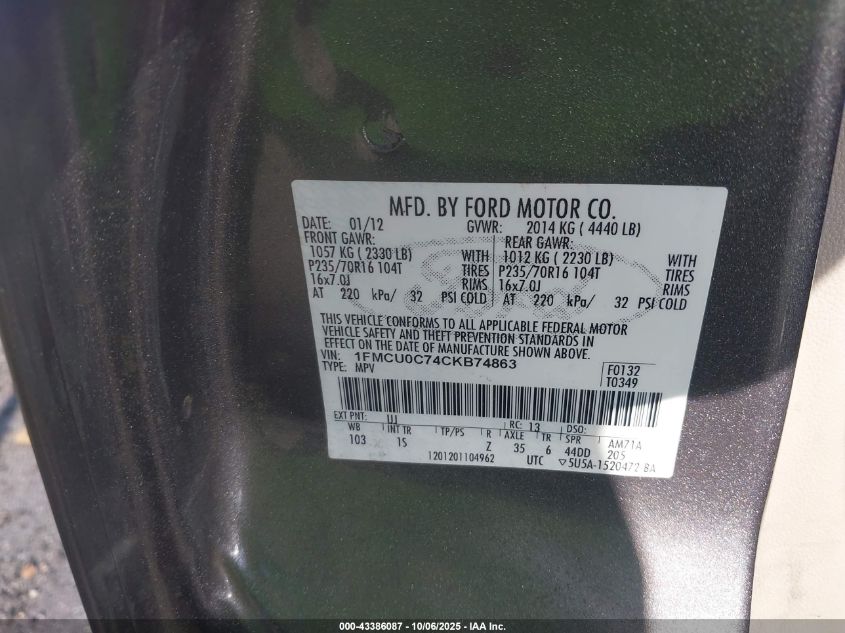 MFD. BY FORD MOTOR CO.
DATE: 01/12 GVWR: 2014 KG ( 4440 LB)
FRONT GAWR: REAR GAWR:
1057 KG ( 2330 LB) WITH 1012 KG ( 2230 LB) WITH
P235/70R16 104T TIRES P235/70R16 104T TIRES
16x7.0J RIMS 16x7.0J RIMS
AT 220 kPa/ 32 PSI COLD AT 220 kPa/ 32 PSI COLD
THIS VEHICLE CONFORMS TO ALL APPLICABLE FEDERAL MOTOR
VEHICLE SAFETY AND THEFT PREVENTION STANDARDS IN
EFFECT ON THE DATE OF MANUFACTURE SHOWN ABOVE.
VIN: 1FMCU0C74CKB74863 F0132
TYPE: MPV T0349
EXT PNT: UJ RC: 13 DSO:
WB INT TR TP/PS R AXLE TR SPR AM71A
103 1S Z 35 6 44DD 205
1201201104962 UTC ▽5U5A-1520472-BA
000-43386087 - 10/06/2025 - IAA Inc.